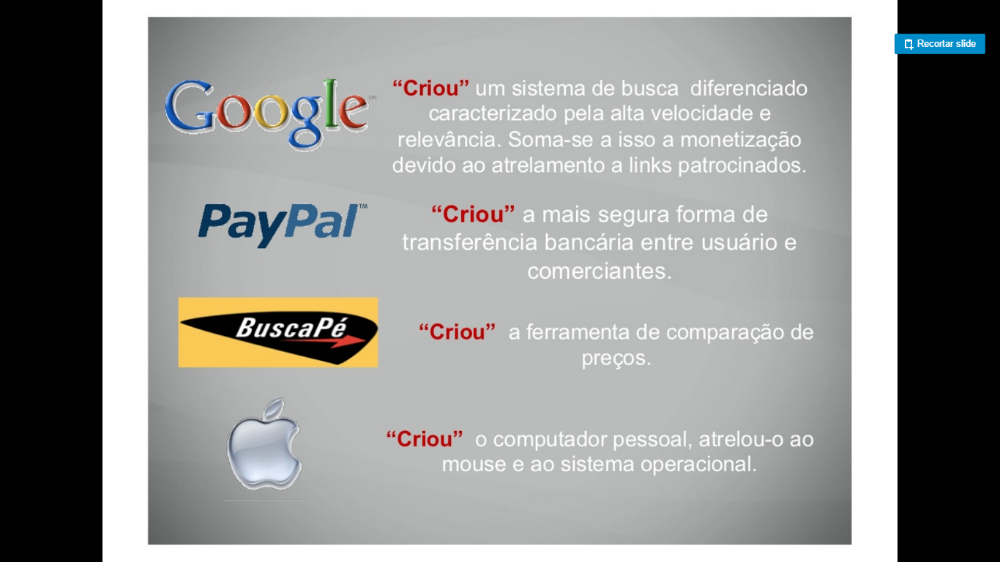 Recortar slide
Google™
“Criou” um sistema de busca diferenciado
caracterizado pela alta velocidade e
relevância. Soma-se a isso a monetização
devido ao atrelamento a links patrocinados.
PayPal™
“Criou” a mais segura forma de
transferência bancária entre usuário e
comerciantes.
BuscaPé
“Criou” a ferramenta de comparação de
preços.
“Criou” o computador pessoal, atrelou-o ao
mouse e ao sistema operacional.